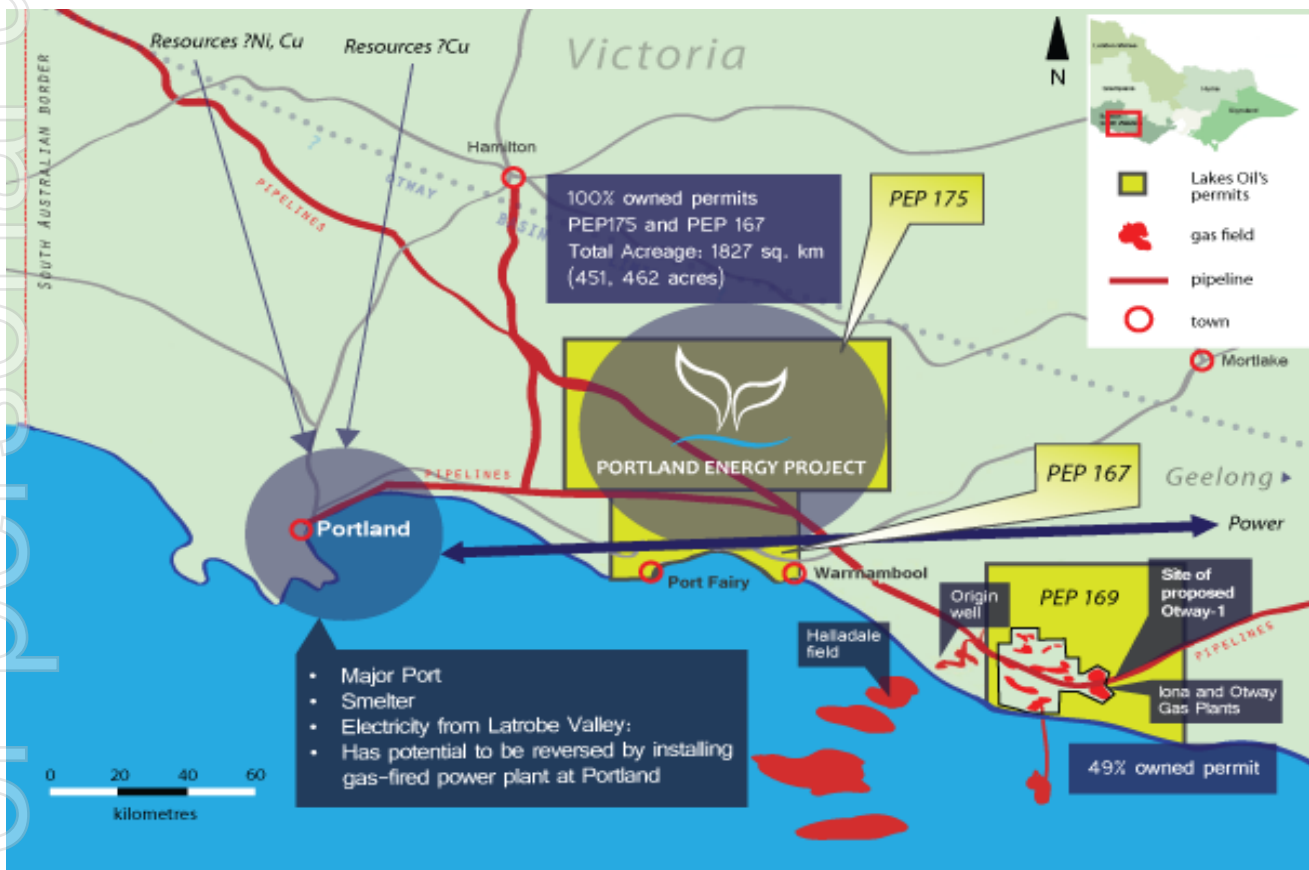 Resources ?Ni, Cu
Resources ?Cu
Victoria
N
SOUTH AUSTRALIAN BORDER
Hamilton
?
OTWAY
BASIN
PIPELINES
100% owned permits
PEP175 and PEP 167
Total Acreage: 1827 sq. km
(451, 462 acres)
PEP 175
Lakes Oil's
permits
gas field
pipeline
town
Mortlake
PORTLAND ENERGY PROJECT
PIPELINES
PEP 167
Geelong
Power
Portland
Port Fairy
Warrnambool
Origin
well
PEP 169
Site of
proposed
Otway-1
PIPELINES
Halladale
field
Iona and Otway
Gas Plants
49% owned permit
• Major Port
• Smelter
• Electricity from Latrobe Valley:
• Has potential to be reversed by installing
gas-fired power plant at Portland
0 20 40 60
kilometres